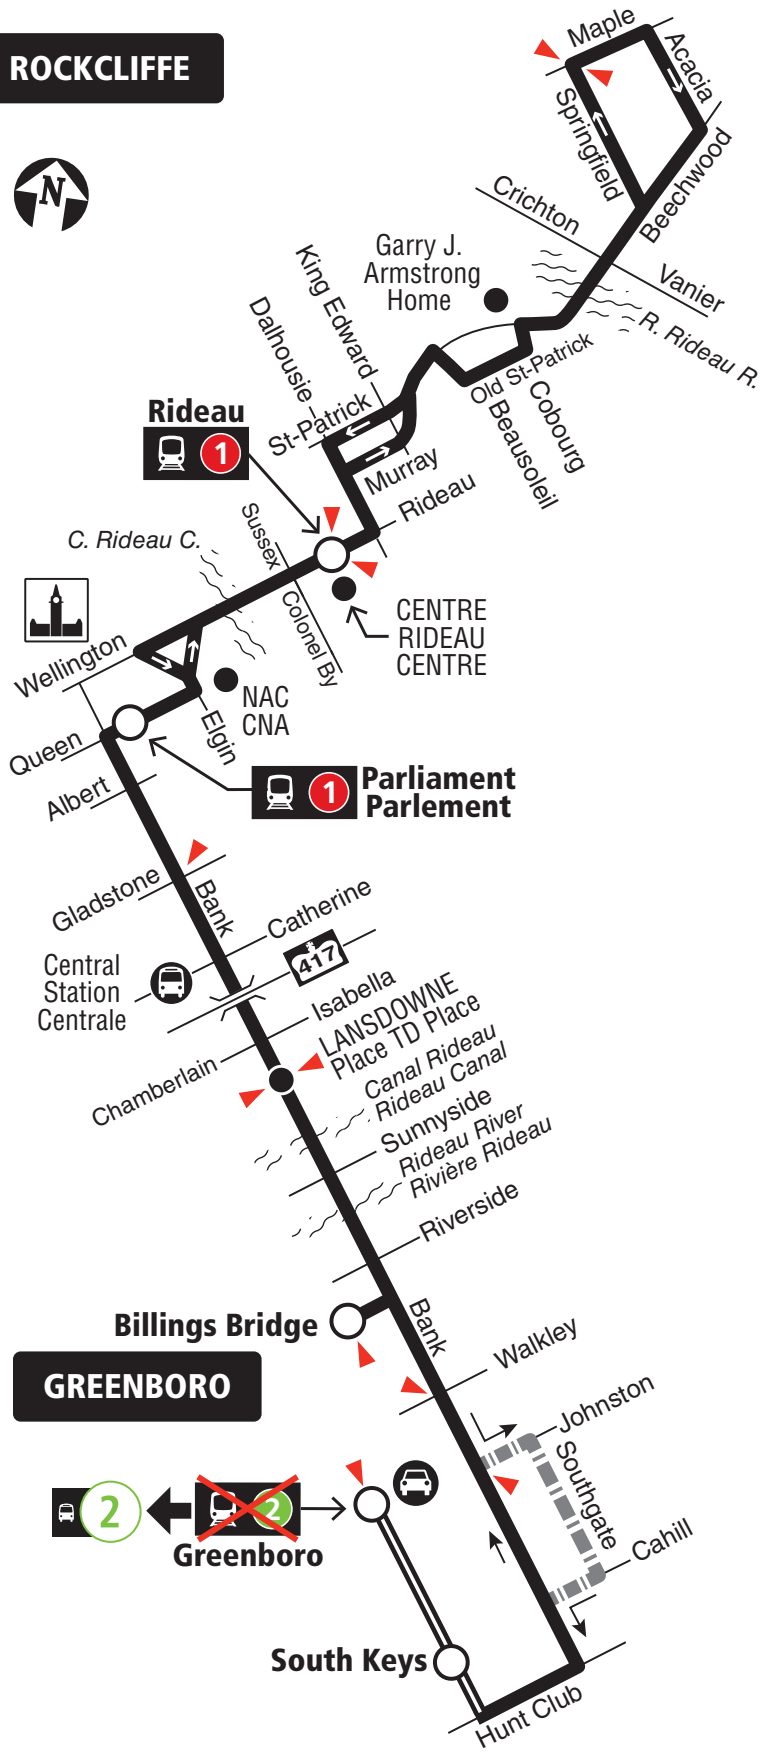 Maple
ROCKCLIFFE
Acacia
Springfield
N
Beechwood
Crichton
Garry J.
Armstrong
Home
King Edward
Vanier
Dalhousie
R. Rideau R.
Old St-Patrick
Cobourg
Beausoleil
Rideau
1
St-Patrick
Murray
Rideau
C. Rideau C.
Sussex
Colonel By
CENTRE
RIDEAU
CENTRE
Wellington
NAC
CNA
Elgin
Queen
1
Parliament
Parlement
Albert
Gladstone
Bank
Catherine
417
Central
Station
Centrale
Isabella
LANSDOWNE
Place TD Place
Chamberlain
Canal Rideau
Rideau Canal
Sunnyside
Rideau River
Rivière Rideau
Riverside
Billings Bridge
Bank
Walkley
GREENBORO
Johnston
Southgate
2
2
Greenboro
Cahill
South Keys
Hunt Club